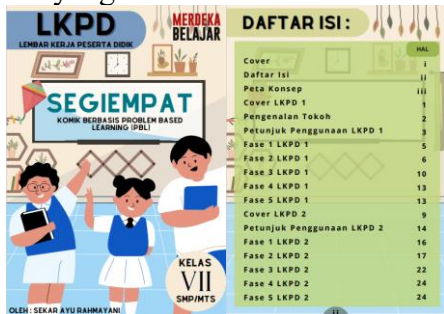 LKPD
LEMBAR KERJA PESERTA DIDIK
MERDEKA
BELAJAR
SEGIEMPAT
KOMIK BERBASIS PROBLEM BASED
LEARNING (PBL)
KELAS
VII
SMP/MTS
OLEH : SEKAR AYU RAHMAYANI
DAFTAR ISI :
HAL
Cover i
Daftar Isi ii
Peta Konsep iii
Cover LKPD 1 1
Pengenalan Tokoh 2
Petunjuk Penggunaan LKPD 1 3
Fase 1 LKPD 1 5
Fase 2 LKPD 1 6
Fase 3 LKPD 1 10
Fase 4 LKPD 1 13
Fase 5 LKPD 1 13
Cover LKPD 2 9
Petunjuk Penggunaan LKPD 2 14
Fase 1 LKPD 2 16
Fase 2 LKPD 2 17
Fase 3 LKPD 2 22
Fase 4 LKPD 2 24
Fase 5 LKPD 2 24
ii